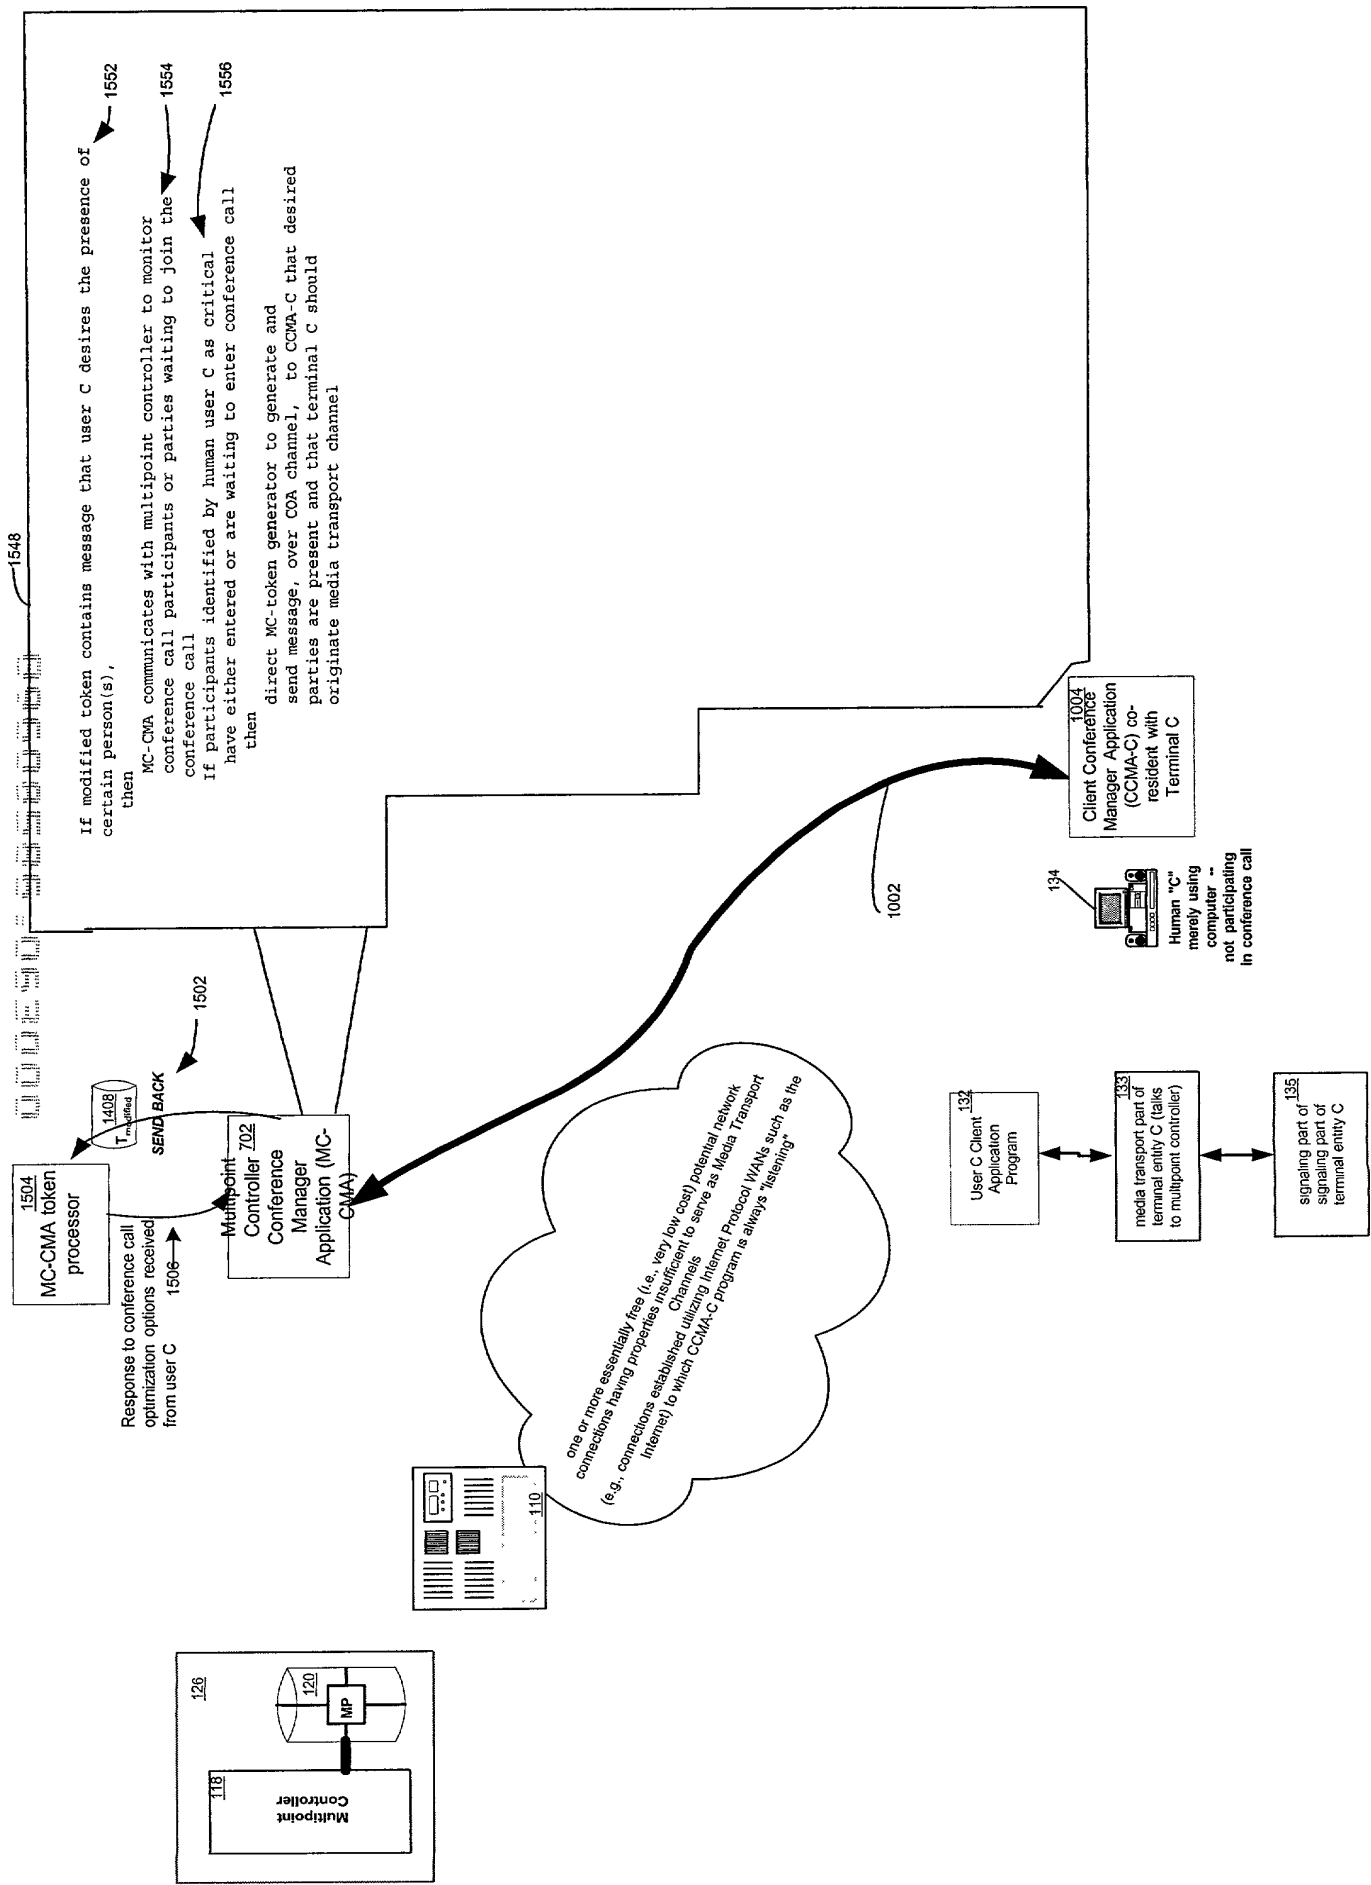 1548
If modified token contains message that user C desires the presence of
certain person(s),
then
1552
MC-CMA communicates with multipoint controller to monitor
conference call participants or parties waiting to join the
conference call
1554
If participants identified by human user C as critical
have either entered or are waiting to enter conference call
then
1556
direct MC-token generator to generate and
send message, over COA channel, to CCMA-C that desired
parties are present and that terminal C should
originate media transport channel
1504
MC-CMA token
processor
1408
Tmodified
SEND BACK
1502
Response to conference call
optimization options received
from user C
1506
Multipoint
Controller 702
Conference
Manager
Application (MC-
CMA)
126
118
Multipoint
Controller
120
MP
110
one or more essentially free (i.e., very low cost) potential network
connections having properties insufficient to serve as Media Transport
Channels
(e.g., connections established utilizing Internet Protocol WANs such as the
Internet) to which CCMA-C program is always "listening"
1002
1004
Client Conference
Manager Application
(CCMA-C) co-
resident with
Terminal C
134
Human "C"
merely using
computer --
not participating
in conference call
132
User C Client
Application
Program
133
media transport part of
terminal entity C (talks
to multipoint controller)
135
signaling part of
signaling part of
terminal entity C